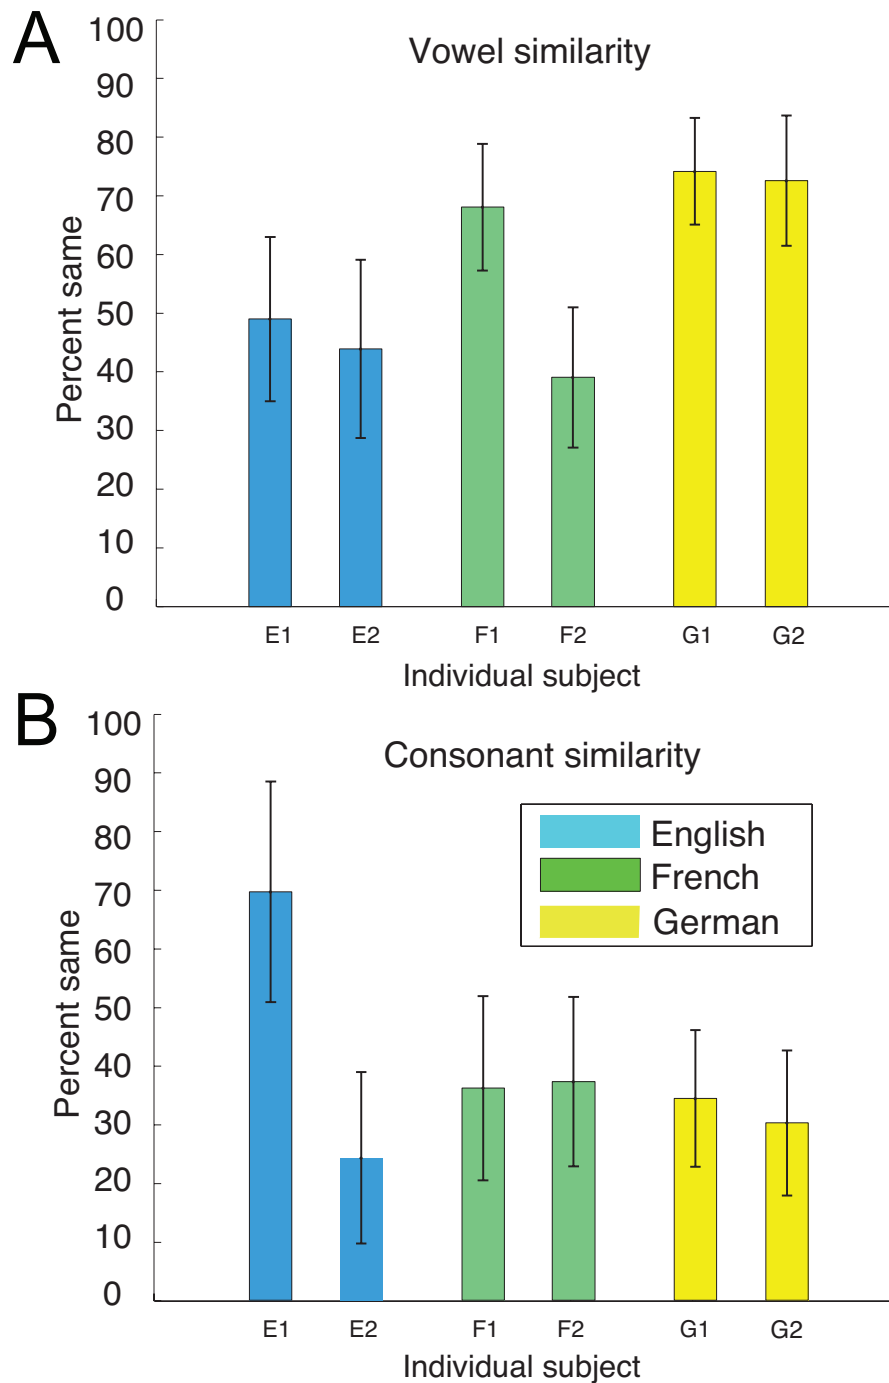 A
Vowel similarity
100
90
80
70
60
50
40
30
20
10
0
Percent same
E1 E2 F1 F2 G1 G2
Individual subject
B
Consonant similarity
100
90
80
70
60
50
40
30
20
10
0
Percent same
English
French
German
E1 E2 F1 F2 G1 G2
Individual subject